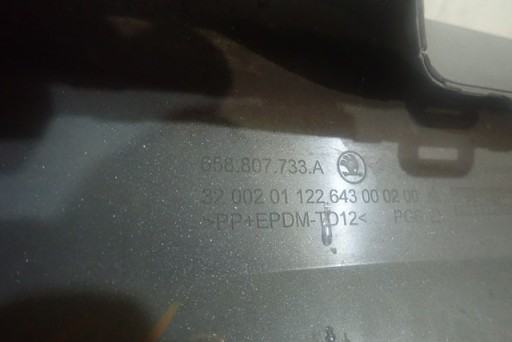 658.807.733.A
32 002 01 122 643 00 02 00
>PP+EPDM-TD12<